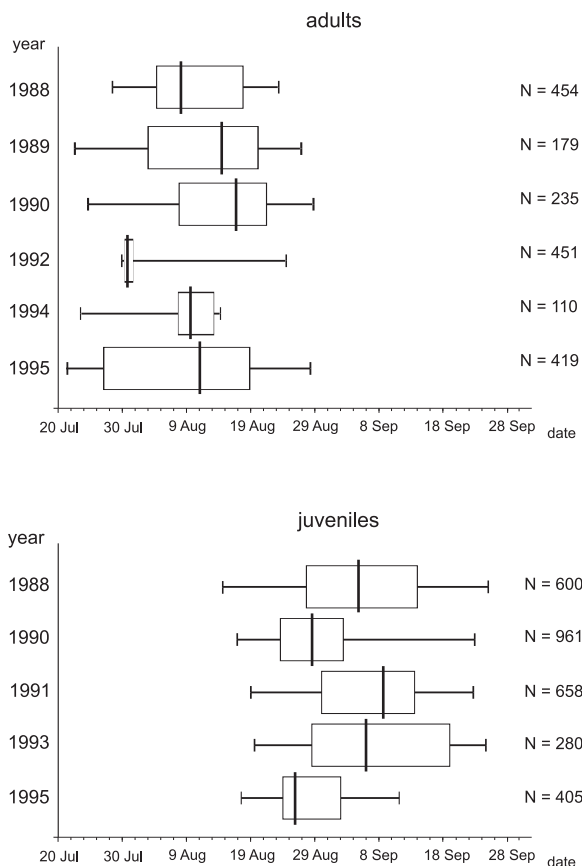 adults
year
1988 N = 454
1989 N = 179
1990 N = 235
1992 N = 451
1994 N = 110
1995 N = 419
20 Jul 30 Jul 9 Aug 19 Aug 29 Aug 8 Sep 18 Sep 28 Sep date
juveniles
year
1988 N = 600
1990 N = 961
1991 N = 658
1993 N = 280
1995 N = 405
20 Jul 30 Jul 9 Aug 19 Aug 29 Aug 8 Sep 18 Sep 28 Sep date